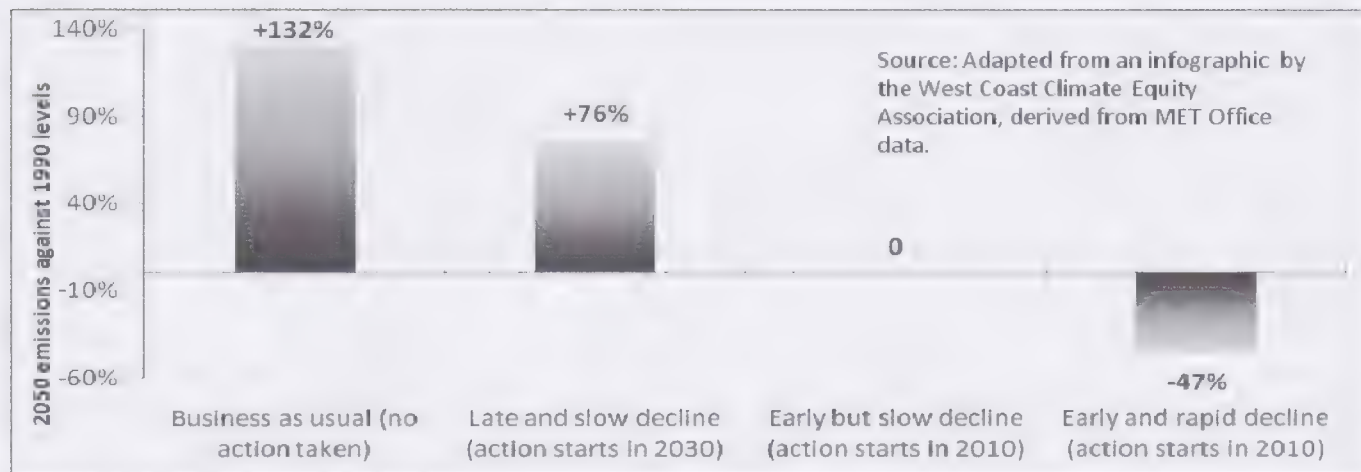 140%
90%
40%
-10%
-60%
2050 emissions against 1990 levels
+132%
+76%
0
-47%
Source: Adapted from an infographic by
the West Coast Climate Equity
Association, derived from MET Office
data.
Business as usual (no
action taken)
Late and slow decline
(action starts in 2030)
Early but slow decline
(action starts in 2010)
Early and rapid decline
(action starts in 2010)